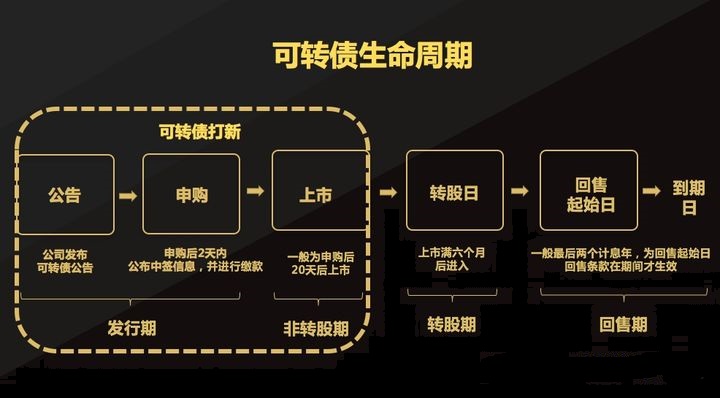 可转债生命周期
可转债打新
公告
申购
上市
转股日
回售
起始日
到期
日
公司发布
可转债公告
申购后2天内
公布中签信息，并进行缴款
一般为申购后
20天后上市
上市满六个月
后进入
一般最后两个计息年，为回售起始日
回售条款在期间才生效
发行期
非转股期
转股期
回售期